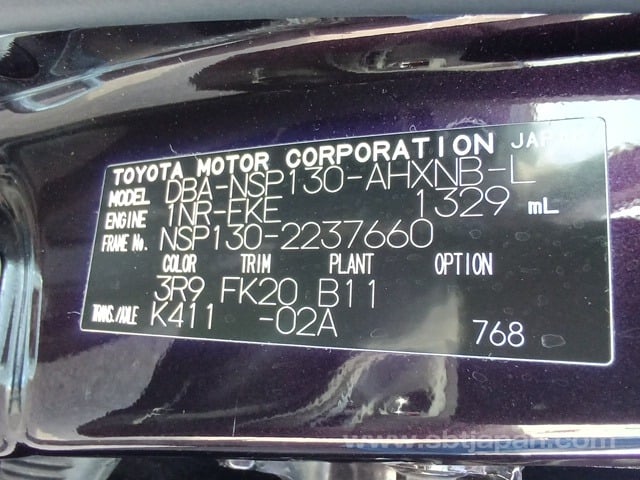 TOYOTA MOTOR CORPORATION JAPAN
MODEL DBA-NSP130-AHXNB-L
ENGINE 1NR-FKE 1329 mL
FRAME No. NSP130-2237660
COLOR TRIM PLANT OPTION
3R9 FK20 B11
TRANS./AXLE K411 -02A
768
www.sbtjapan.com